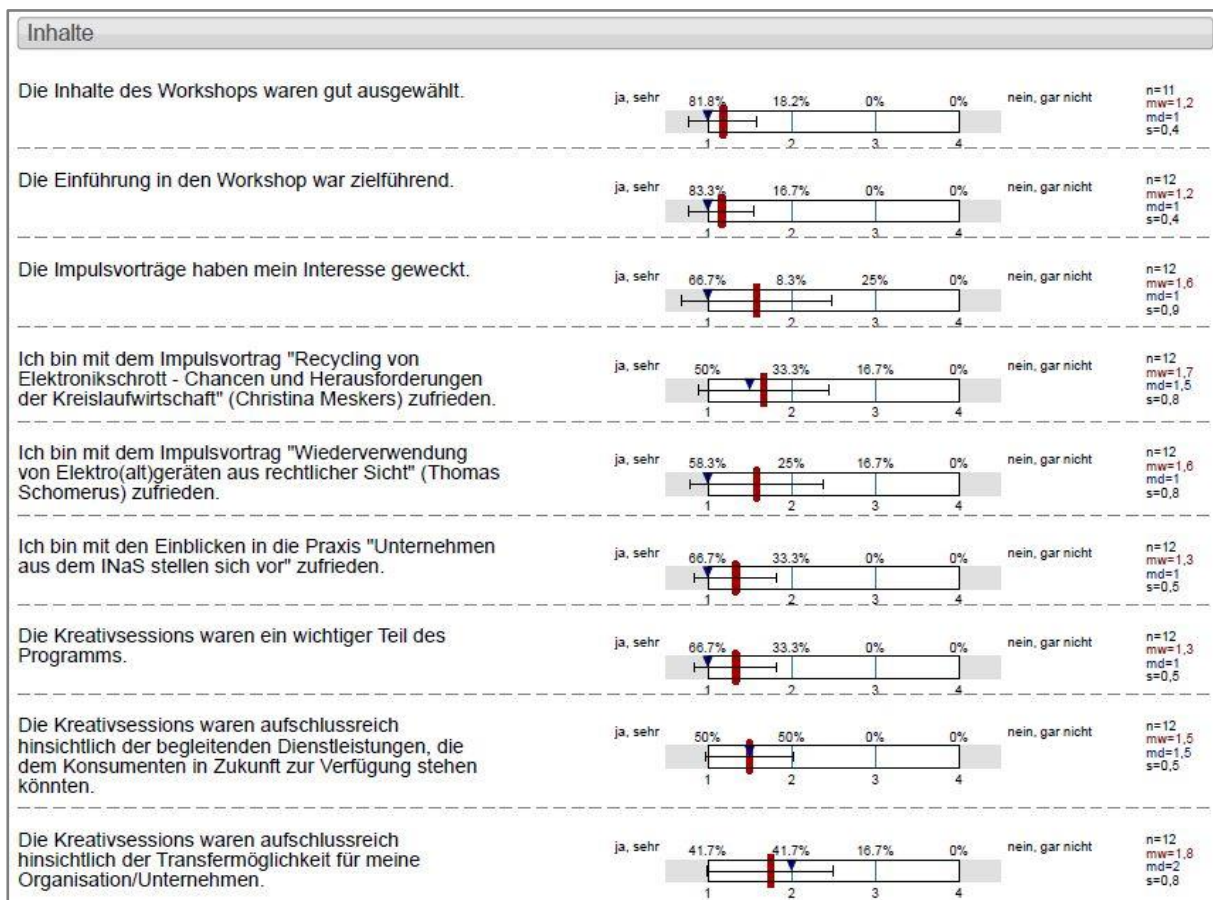 Inhalte
Die Inhalte des Workshops waren gut ausgewählt.
ja, sehr 81.8% 18.2% 0% 0% nein, gar nicht
1 2 3 4
n=11
mw=1,2
md=1
s=0,4
Die Einführung in den Workshop war zielführend.
ja, sehr 83.3% 16.7% 0% 0% nein, gar nicht
1 2 3 4
n=12
mw=1,2
md=1
s=0,4
Die Impulsvorträge haben mein Interesse geweckt.
ja, sehr 66.7% 8.3% 25% 0% nein, gar nicht
1 2 3 4
n=12
mw=1,6
md=1
s=0,9
Ich bin mit dem Impulsvortrag "Recycling von
Elektronikschrott - Chancen und Herausforderungen
der Kreislaufwirtschaft" (Christina Meskers) zufrieden.
ja, sehr 50% 33.3% 16.7% 0% nein, gar nicht
1 2 3 4
n=12
mw=1,7
md=1,5
s=0,8
Ich bin mit dem Impulsvortrag "Wiederverwendung
von Elektro(alt)geräten aus rechtlicher Sicht" (Thomas
Schomerus) zufrieden.
ja, sehr 58.3% 25% 16.7% 0% nein, gar nicht
1 2 3 4
n=12
mw=1,6
md=1
s=0,8
Ich bin mit den Einblicken in die Praxis "Unternehmen
aus dem INaS stellen sich vor" zufrieden.
ja, sehr 66.7% 33.3% 0% 0% nein, gar nicht
1 2 3 4
n=12
mw=1,3
md=1
s=0,5
Die Kreativsessions waren ein wichtiger Teil des
Programms.
ja, sehr 66.7% 33.3% 0% 0% nein, gar nicht
1 2 3 4
n=12
mw=1,3
md=1
s=0,5
Die Kreativsessions waren aufschlussreich
hinsichtlich der begleitenden Dienstleistungen, die
dem Konsumenten in Zukunft zur Verfügung stehen
könnten.
ja, sehr 50% 50% 0% 0% nein, gar nicht
1 2 3 4
n=12
mw=1,5
md=1,5
s=0,5
Die Kreativsessions waren aufschlussreich
hinsichtlich der Transfermöglichkeit für meine
Organisation/Unternehmen.
ja, sehr 41.7% 41.7% 16.7% 0% nein, gar nicht
1 2 3 4
n=12
mw=1,8
md=2
s=0,8